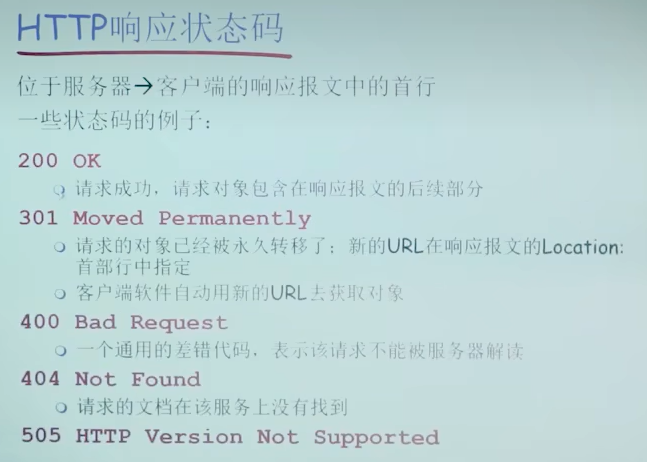 HTTP响应状态码
位于服务器→客户端的响应报文中的首行
一些状态码的例子：
200 OK
请求成功，请求对象包含在响应报文的后续部分
301 Moved Permanently
请求的对象已经被永久转移了；新的URL在响应报文的Location:
首部行中指定
客户端软件自动用新的URL去获取对象
400 Bad Request
一个通用的差错代码，表示该请求不能被服务器解读
404 Not Found
请求的文档在该服务上没有找到
505 HTTP Version Not Supported